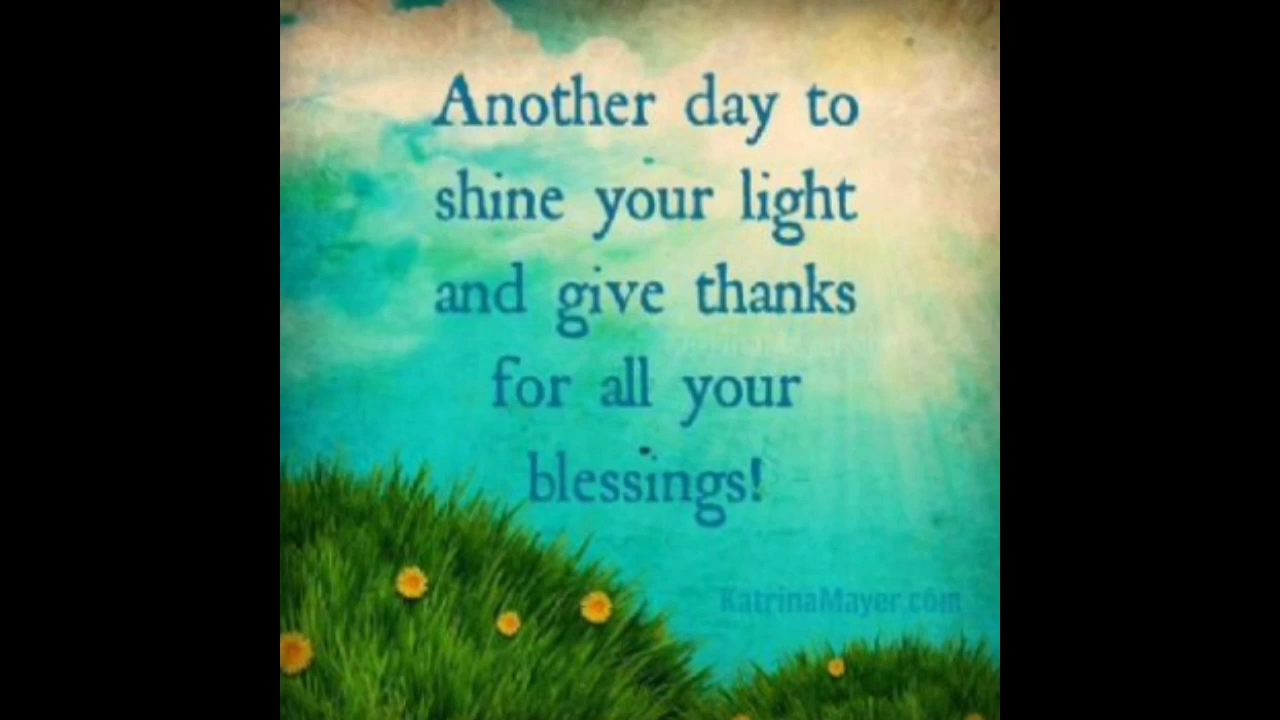 Another day to
shine your light
and give thanks
for all your
blessings!
KatrinaMayer.com